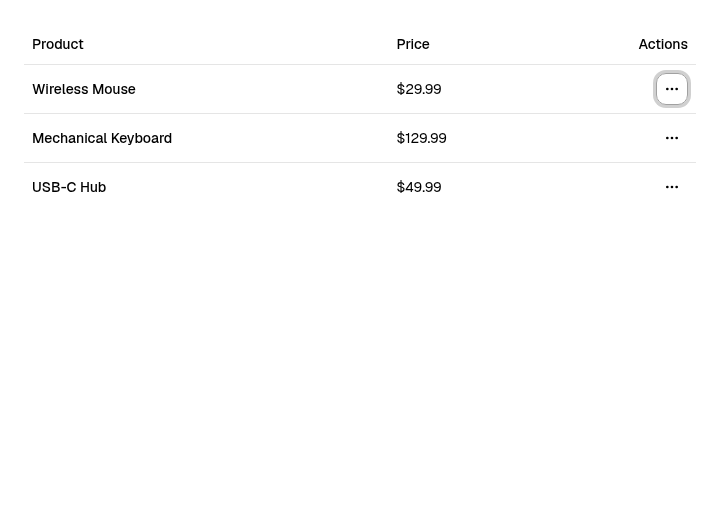 Product Price Actions
Wireless Mouse $29.99
Mechanical Keyboard $129.99
USB-C Hub $49.99